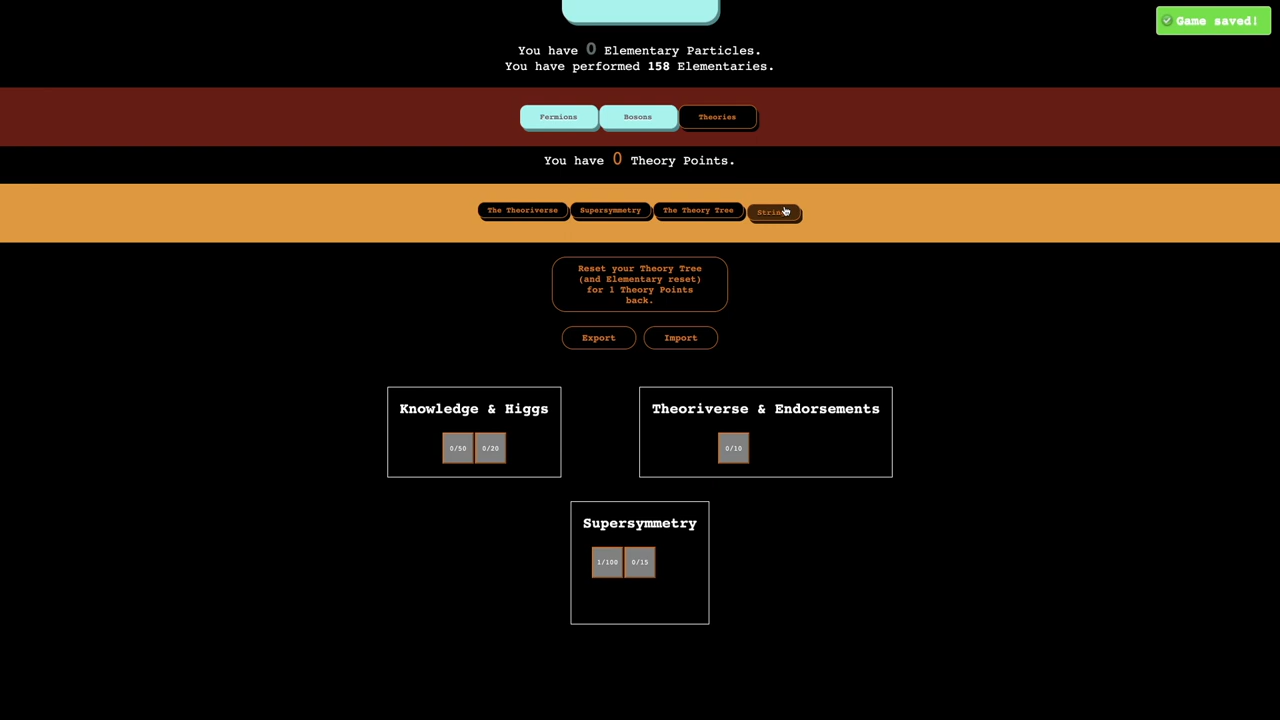 Game saved!
You have 0 Elementary Particles.
You have performed 158 Elementaries.
Fermions
Bosons
Theories
You have 0 Theory Points.
The Theoriverse
Supersymmetry
The Theory Tree
Reset your Theory Tree
(and Elementary reset)
for 1 Theory Points
back.
Export
Import
Knowledge & Higgs
0/50
0/20
Theoriverse & Endorsements
0/10
Supersymmetry
1/100
0/15